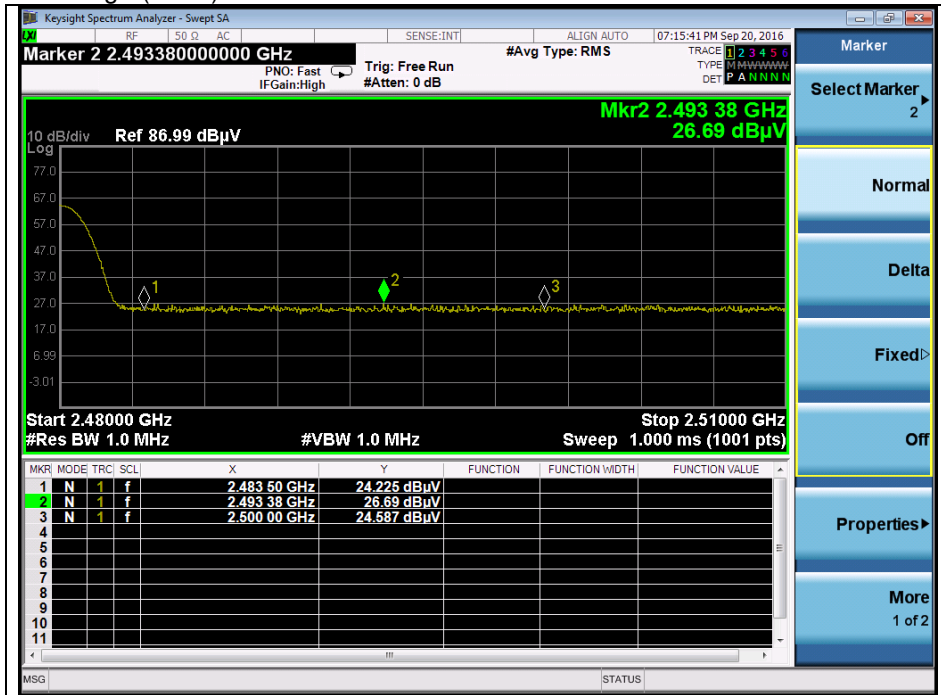 Keysight Spectrum Analyzer - Swept SA
LXI RF 50 Ω AC SENSE:INT ALIGN AUTO 07:15:41 PM Sep 20, 2016
Marker 2 2.493380000000 GHz #Avg Type: RMS TRACE 1 2 3 4 5 6
PNO: Fast Trig: Free Run TYPE M M W W W W
IFGain:High #Atten: 0 dB DET P A N N N N
Mkr2 2.493 38 GHz
10 dB/div Ref 86.99 dBµV 26.69 dBµV
Log
77.0
67.0
57.0
47.0
37.0
27.0
17.0
6.99
-3.01
1
2
3
Start 2.48000 GHz Stop 2.51000 GHz
#Res BW 1.0 MHz #VBW 1.0 MHz Sweep 1.000 ms (1001 pts)
MKR MODE TRC SCL X Y FUNCTION FUNCTION WIDTH FUNCTION VALUE
1 N 1 f 2.483 50 GHz 24.225 dBµV
2 N 1 f 2.493 38 GHz 26.69 dBµV
3 N 1 f 2.500 00 GHz 24.587 dBµV
4
5
6
7
8
9
10
11
MSG STATUS
Marker
Select Marker
2
Normal
Delta
Fixed
Off
Properties
More
1 of 2